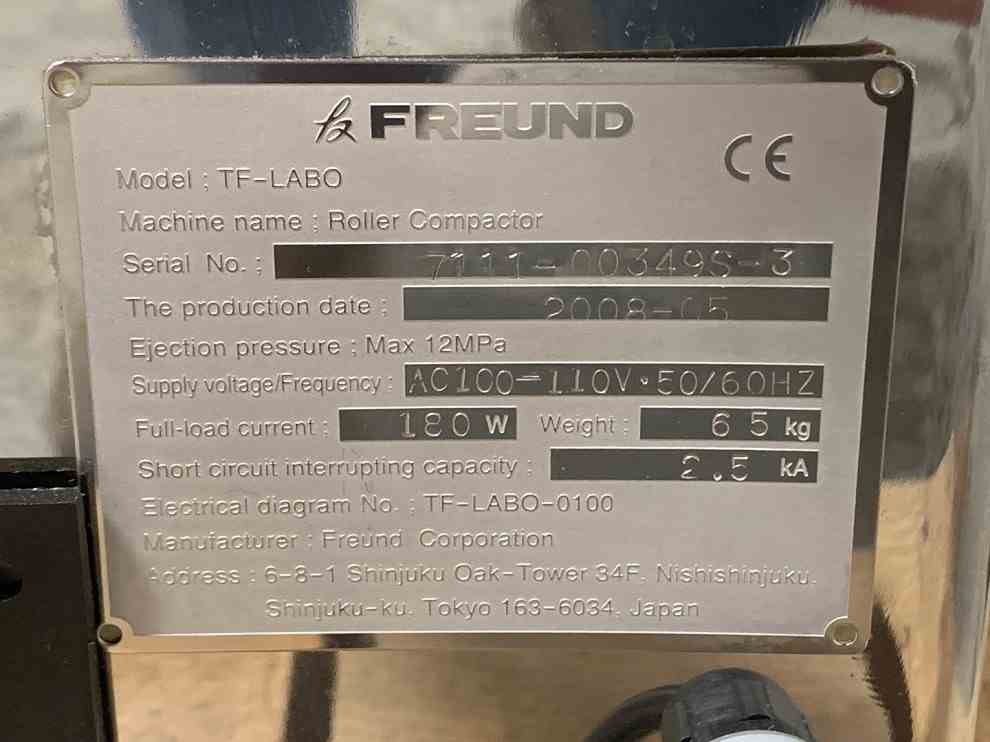 FREUND
CE
Model ; TF-LABO
Machine name ; Roller Compactor
Serial No. ; 7111-00349S-3
The production date ; 2008-05
Ejection pressure ; Max 12MPa
Supply voltage/Frequency : AC100-110V·50/60HZ
Full-load current : 180 W Weight : 65 kg
Short circuit interrupting capacity ; 2.5 kA
Electrical diagram No. ; TF-LABO-0100
Manufacturer : Freund Corporation
Address : 6-8-1 Shinjuku Oak-Tower 34F, Nishishinjuku,
Shinjuku-ku, Tokyo 163-6034, Japan